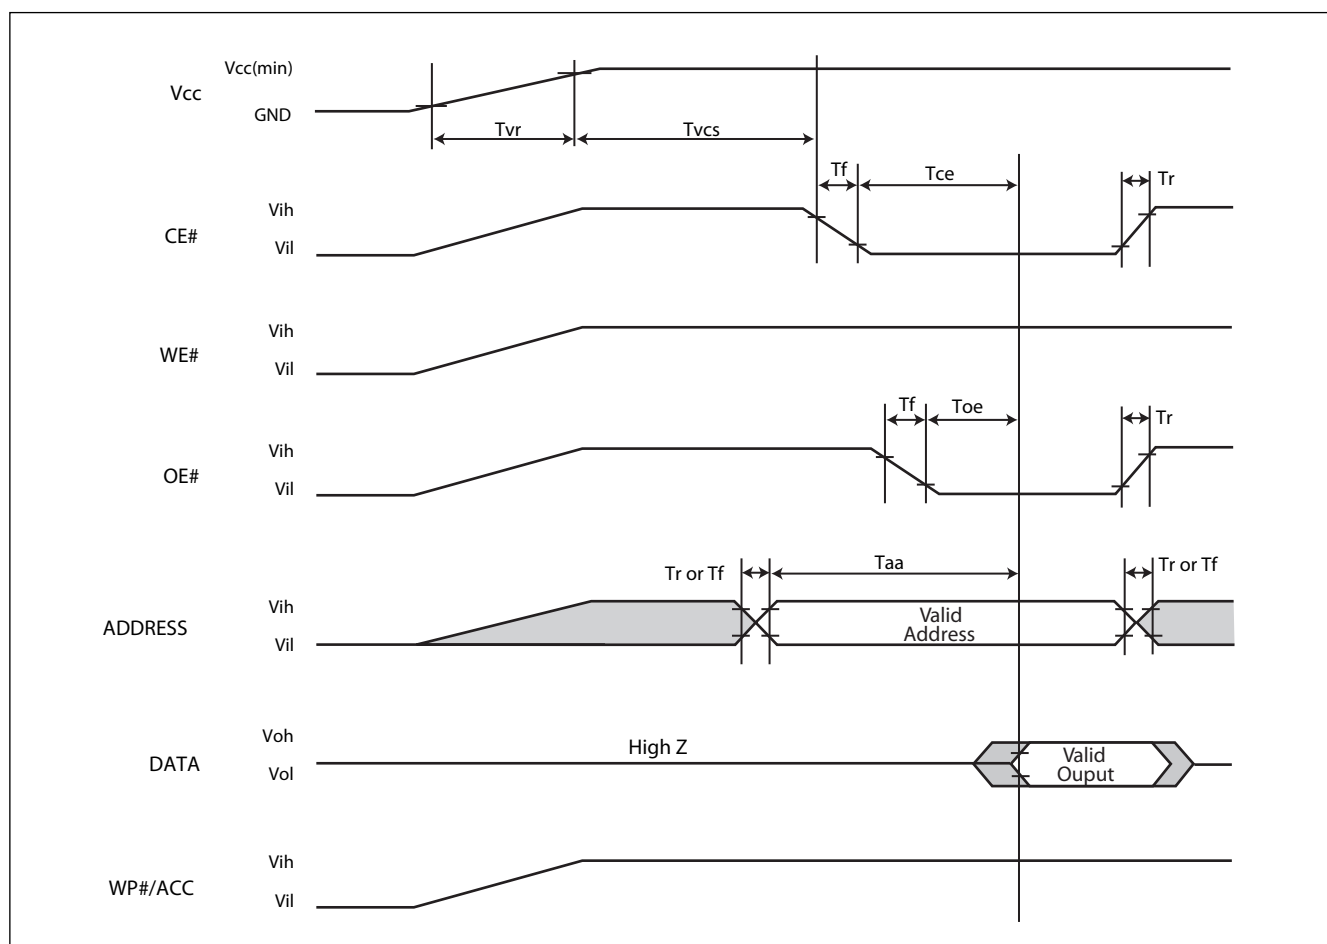 Vcc(min)
Vcc
GND
Tvr
Tvcs
Tf
Tce
Tr
Vih
CE#
Vil
Vih
WE#
Vil
Tf
Toe
Tr
Vih
OE#
Vil
Tr or Tf
Taa
Tr or Tf
Vih
Valid
ADDRESS
Address
Vil
Voh
High Z
Valid
DATA
Vol
Ouput
Vih
WP#/ACC
Vil